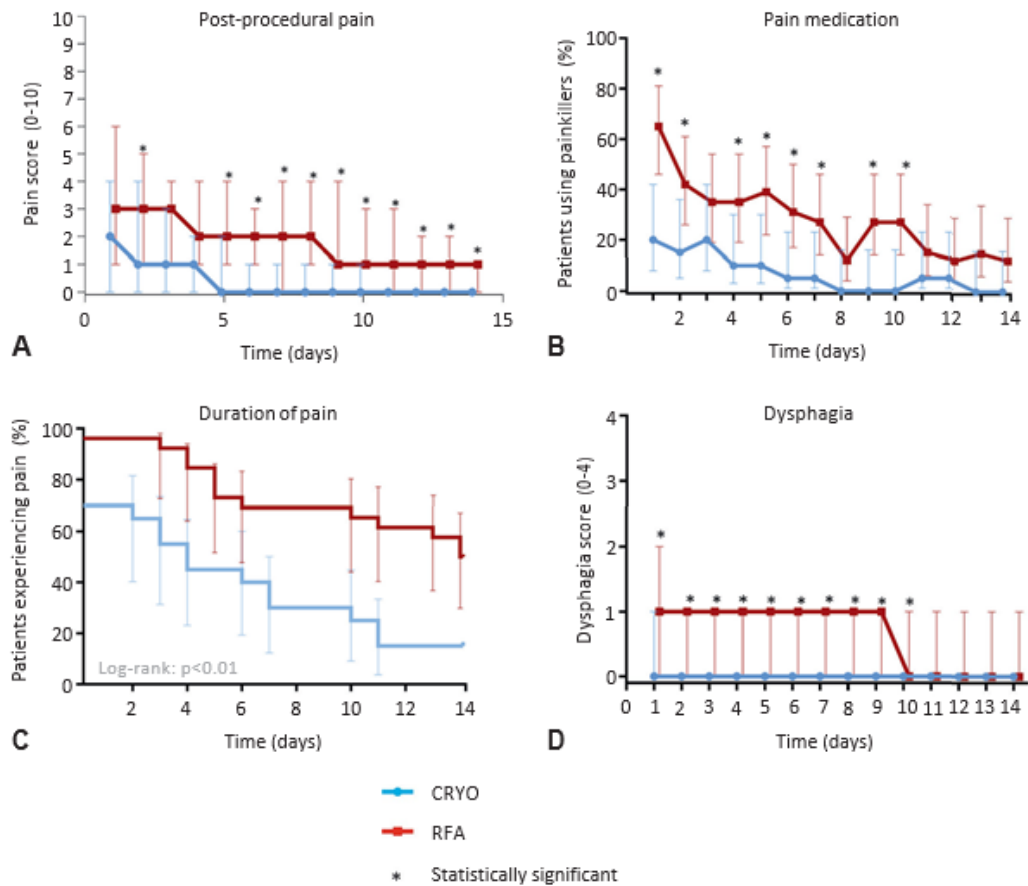 Post-procedural pain
Pain score (0-10)
10
9
8
7
6
5
4
3
2
1
0
* * * * * * * * * * *
0 5 10 15
Time (days)
A
Pain medication
Patients using painkillers (%)
100
80
60
40
20
0
* * * * * * * *
2 4 6 8 10 12 14
Time (days)
B
Duration of pain
Patients experiencing pain (%)
100
80
60
40
20
0
Log-rank: p<0.01
2 4 6 8 10 12 14
Time (days)
C
Dysphagia
Dysphagia score (0-4)
4
3
2
1
0
* * * * * * * * * *
0 1 2 3 4 5 6 7 8 9 10 11 12 13 14
Time (days)
D
CRYO
RFA
* Statistically significant